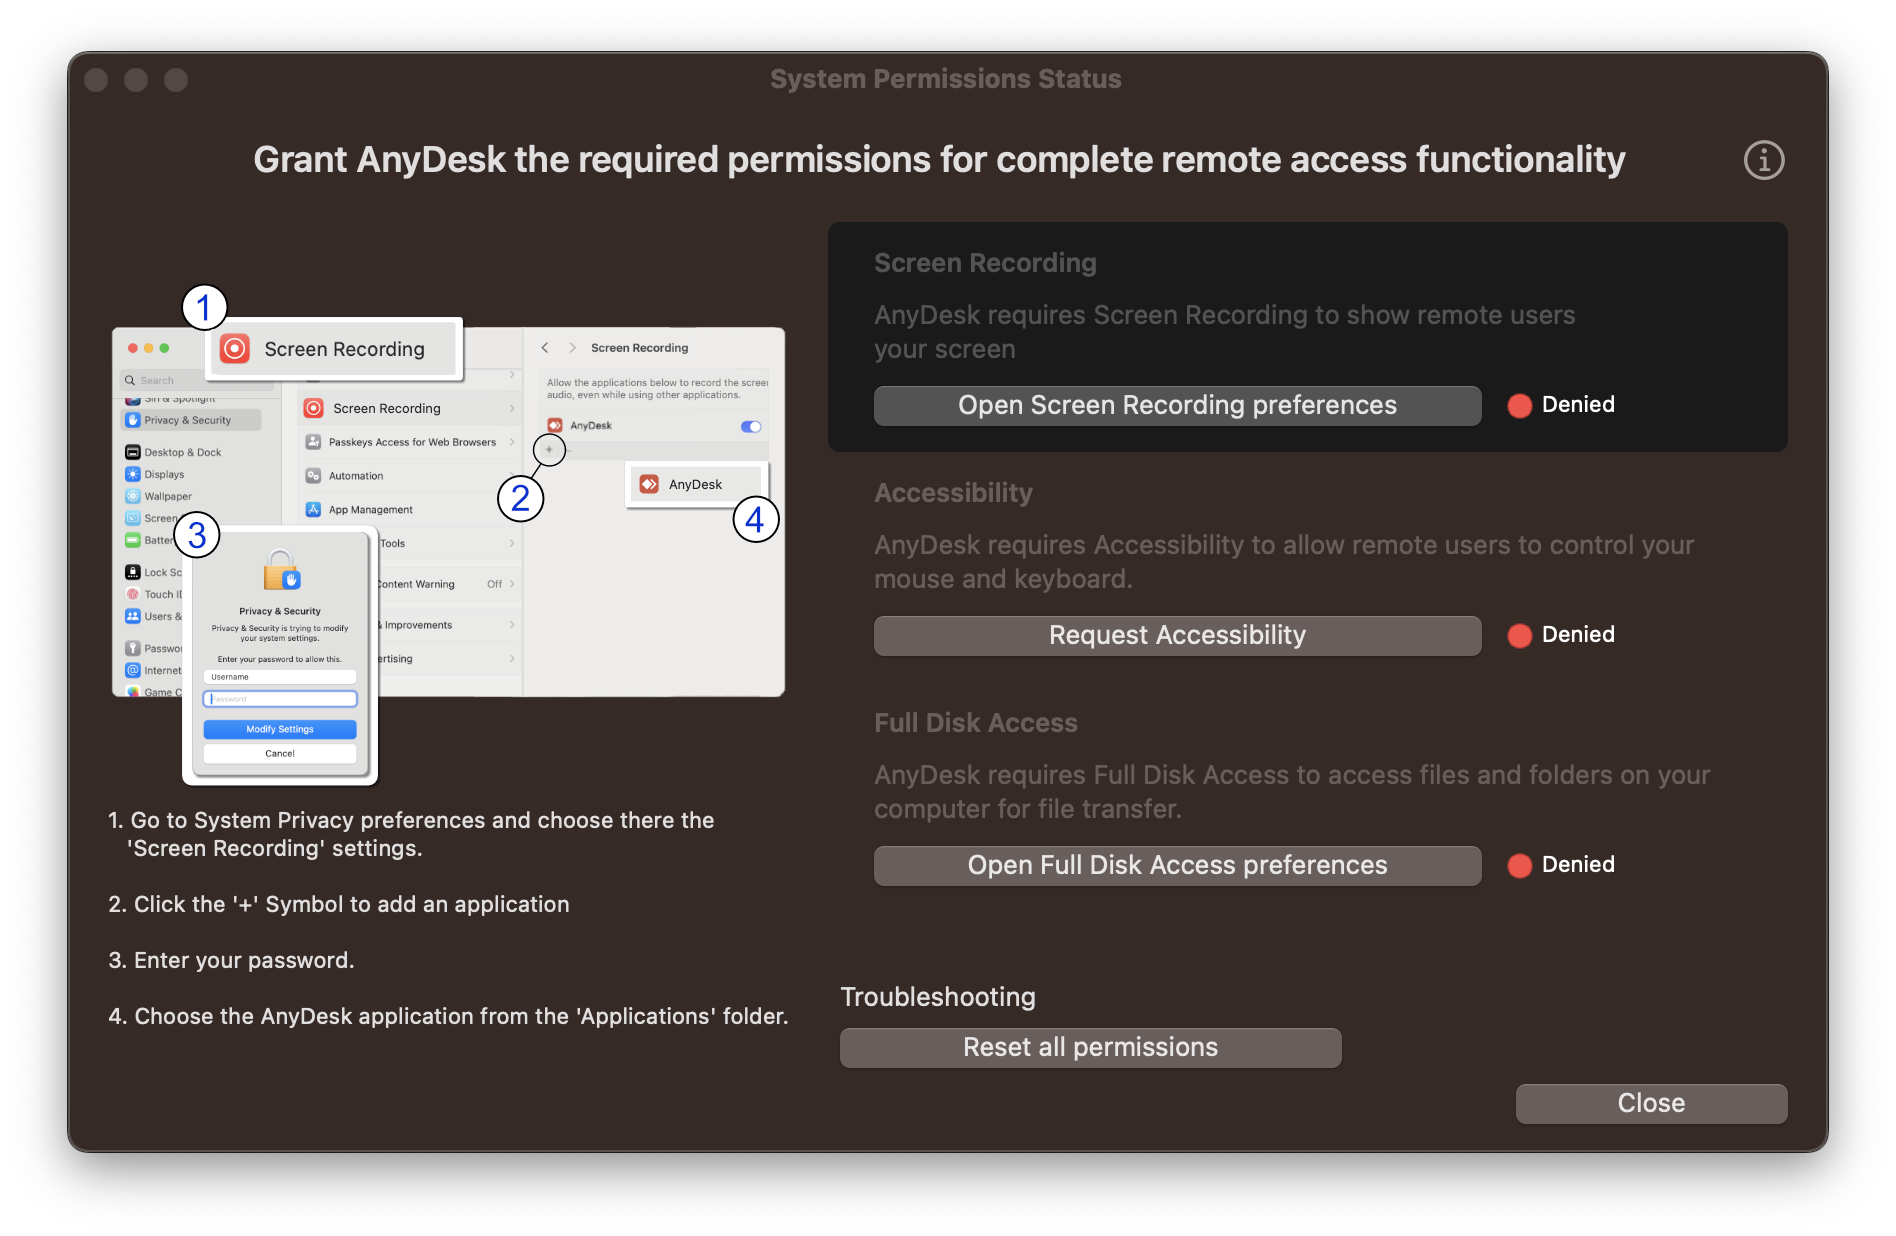 System Permissions Status
Grant AnyDesk the required permissions for complete remote access functionality
1
Screen Recording
Search
Siri & Spotlight
Privacy & Security
Desktop & Dock
Displays
Wallpaper
Screen
Batter
Lock Sc
Touch ID
Users &
Passwor
Internet
Game C
Screen Recording
Passkeys Access for Web Browsers
Automation
App Management
Tools
Content Warning Off
& Improvements
ertising
Screen Recording
Allow the applications below to record the screen
audio, even while using other applications.
AnyDesk
+
2
AnyDesk
4
3
Privacy & Security
Privacy & Security is trying to modify
your system settings.
Enter your password to allow this.
Username
Password
Modify Settings
Cancel
1. Go to System Privacy preferences and choose there the
'Screen Recording' settings.
2. Click the '+' Symbol to add an application
3. Enter your password.
4. Choose the AnyDesk application from the 'Applications' folder.
Screen Recording
AnyDesk requires Screen Recording to show remote users
your screen
Open Screen Recording preferences
Denied
Accessibility
AnyDesk requires Accessibility to allow remote users to control your
mouse and keyboard.
Request Accessibility
Denied
Full Disk Access
AnyDesk requires Full Disk Access to access files and folders on your
computer for file transfer.
Open Full Disk Access preferences
Denied
Troubleshooting
Reset all permissions
Close